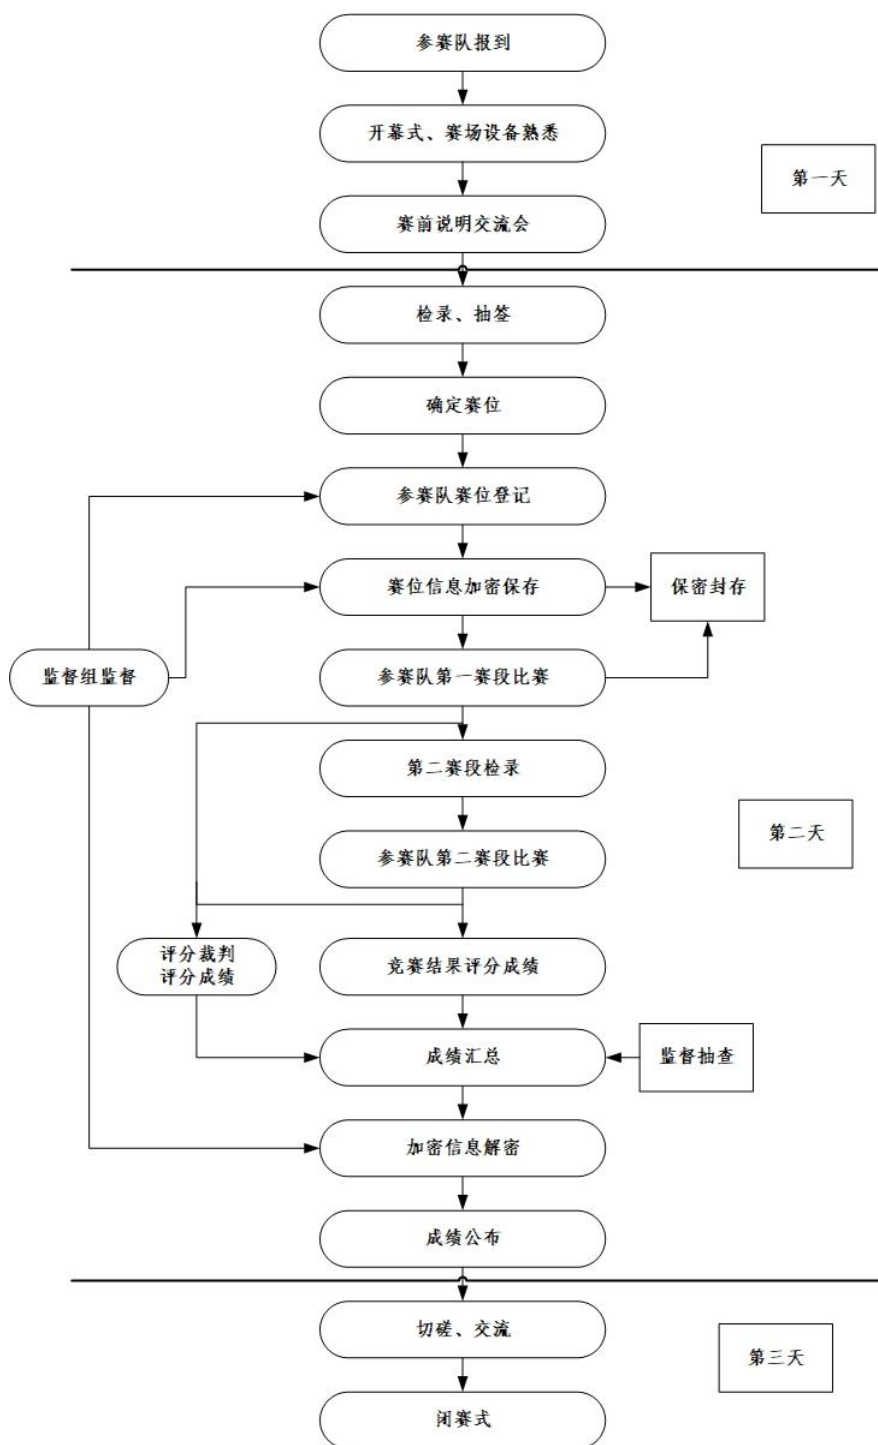 参赛队报到
开幕式、赛场设备熟悉
第一天
赛前说明交流会
检录、抽签
确定赛位
参赛队赛位登记
赛位信息加密保存
保密封存
监督组监督
参赛队第一赛段比赛
第二赛段检录
第二天
参赛队第二赛段比赛
评分裁判
评分成绩
竞赛结果评分成绩
成绩汇总
监督抽查
加密信息解密
成绩公布
切磋、交流
第三天
闭赛式